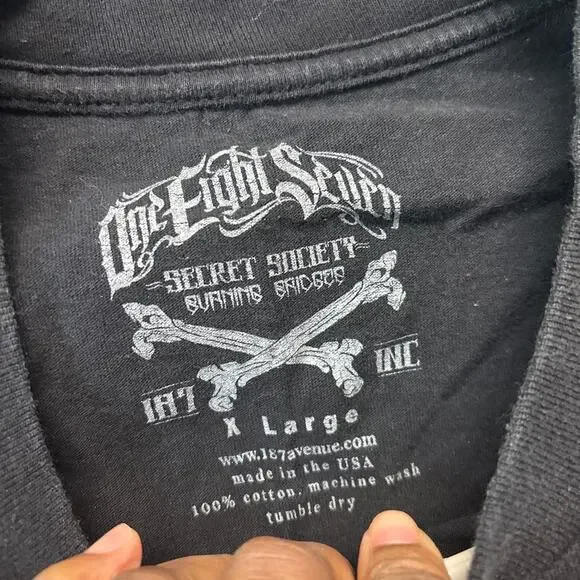 One Eight Seven
SECRET SOCIETY
BURNING BRIDGES
187 INC
X Large
www.187avenue.com
made in the USA
100% cotton, machine wash
tumble dry